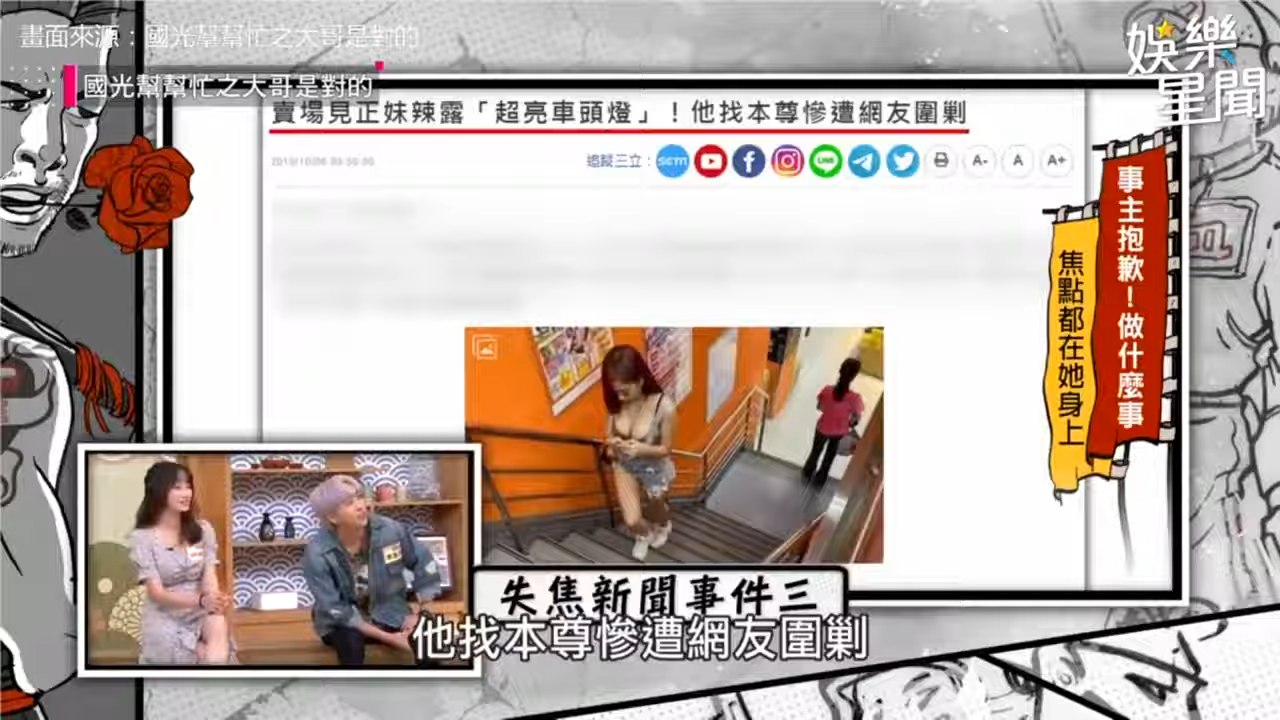 畫面來源：國光幫幫忙之大哥是對的
國光幫幫忙之大哥是對的
娛樂星聞
賣場見正妹辣露「超亮車頭燈」！他找本尊慘遭網友圍剿
追蹤三立：
setn
LINE
A-
A
A+
事主抱歉！做什麼事
焦點都在她身上
失焦新聞事件三
他找本尊慘遭網友圍剿